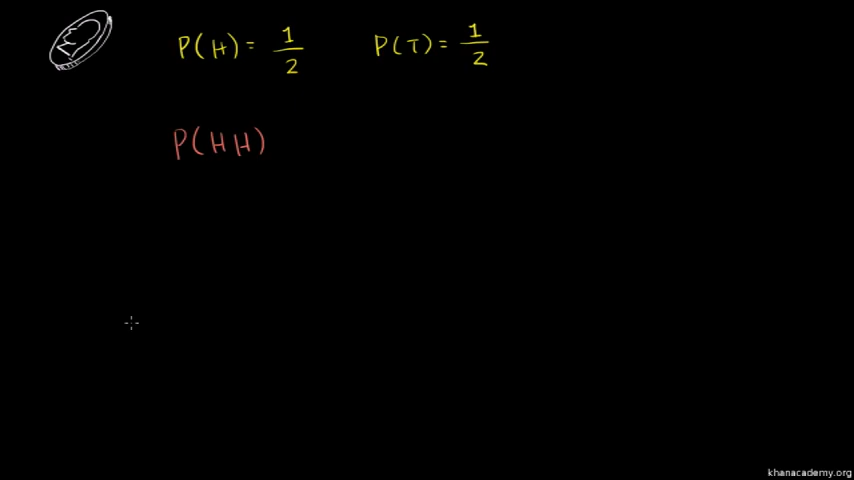 P(H) = 1/2 P(T) = 1/2
P(HH)
khanacademy.org